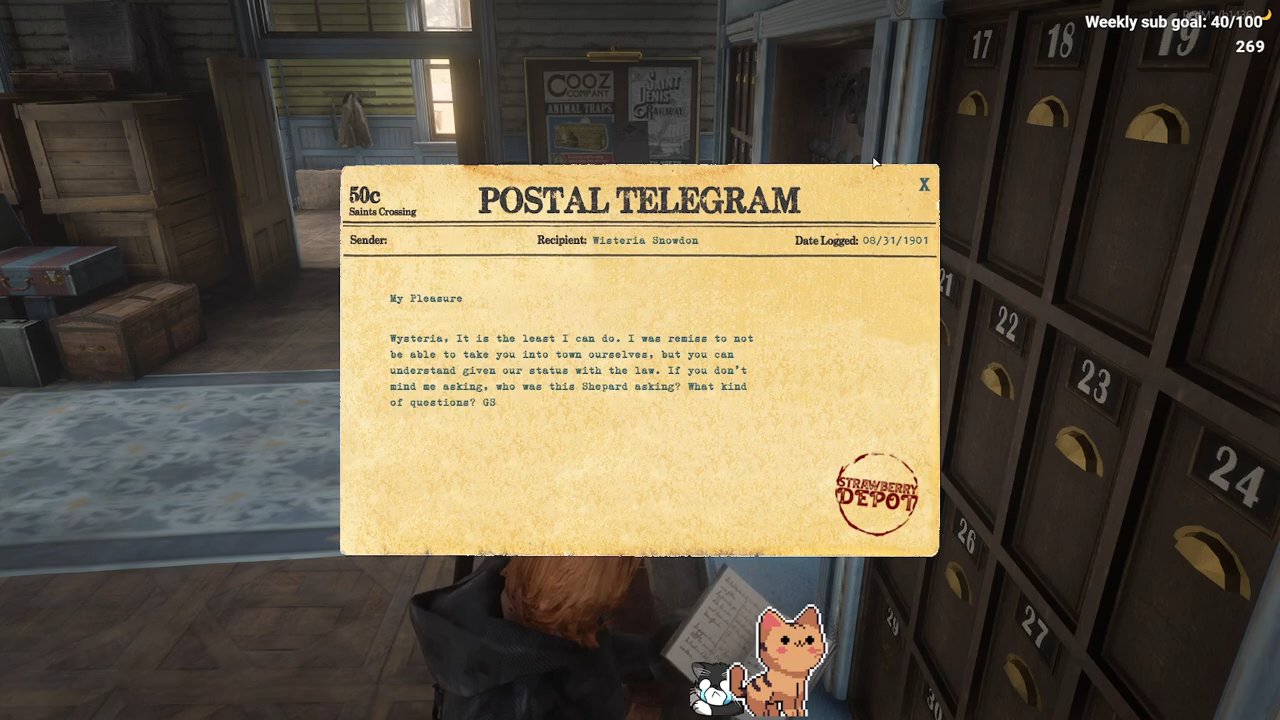 Weekly sub goal: 40/100
269
17
18
19
COOZ
COMPANY
ANIMAL TRAPS
SAINT
DENIS
RAILWAY
50c
Saints Crossing
POSTAL TELEGRAM
X
Sender:
Recipient: Wisteria Snowdon
Date Logged: 08/31/1901
My Pleasure
Wysteria, It is the least I can do. I was remiss to not
be able to take you into town ourselves, but you can
understand given our status with the law. If you don't
mind me asking, who was this Shepard asking? What kind
of questions? GS
STRAWBERRY
DEPOT
21
22
23
24
26
27
29
30